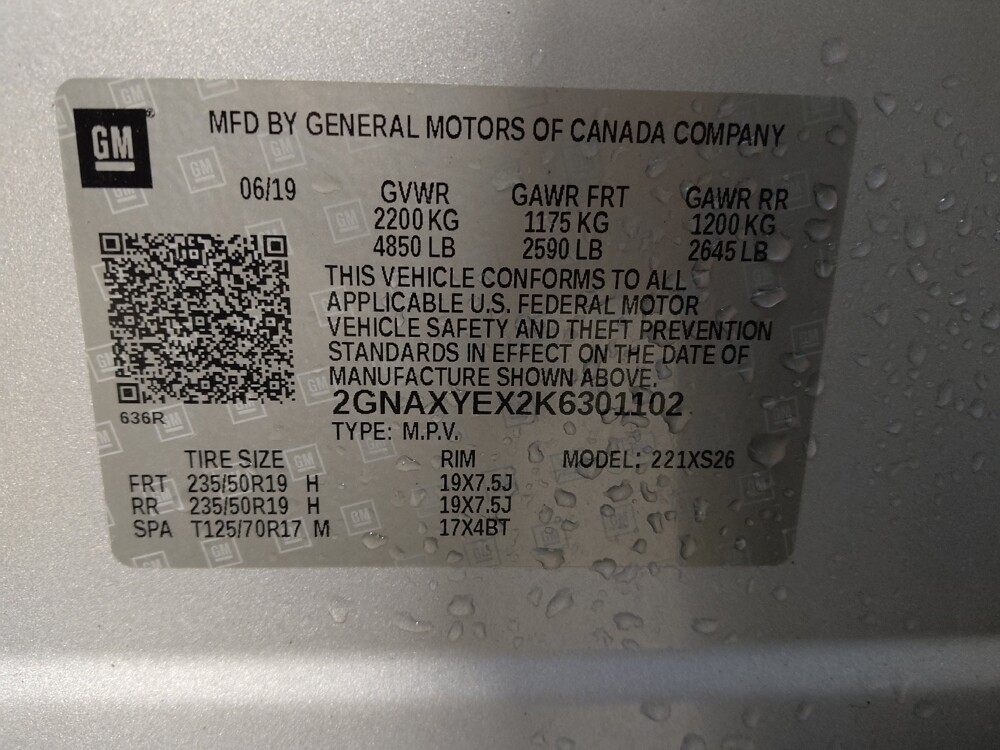 GM
MFD BY GENERAL MOTORS OF CANADA COMPANY
06/19 GVWR GAWR FRT GAWR RR
2200 KG 1175 KG 1200 KG
4850 LB 2590 LB 2645 LB
THIS VEHICLE CONFORMS TO ALL
APPLICABLE U.S. FEDERAL MOTOR
VEHICLE SAFETY AND THEFT PREVENTION
STANDARDS IN EFFECT ON THE DATE OF
MANUFACTURE SHOWN ABOVE.
636R
2GNAXYEX2K6301102
TYPE: M.P.V.
TIRE SIZE RIM MODEL: 221XS26
FRT 235/50R19 H 19X7.5J
RR 235/50R19 H 19X7.5J
SPA T125/70R17 M 17X4BT